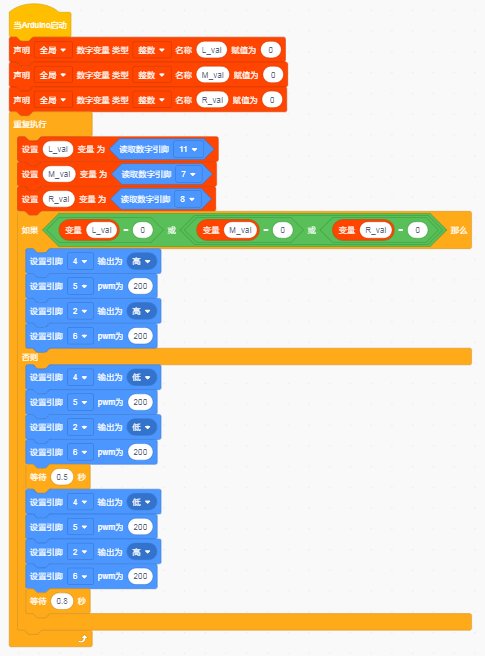 当Arduino启动
声明 全局 数字变量 类型 整数 名称 L_val 赋值为 0
声明 全局 数字变量 类型 整数 名称 M_val 赋值为 0
声明 全局 数字变量 类型 整数 名称 R_val 赋值为 0
重复执行
设置 L_val 变量 为 读取数字引脚 11
设置 M_val 变量 为 读取数字引脚 7
设置 R_val 变量 为 读取数字引脚 8
如果 变量 L_val = 0 或 变量 M_val = 0 或 变量 R_val = 0 那么
设置引脚 4 输出为 高
设置引脚 5 pwm为 200
设置引脚 2 输出为 高
设置引脚 6 pwm为 200
否则
设置引脚 4 输出为 低
设置引脚 5 pwm为 200
设置引脚 2 输出为 低
设置引脚 6 pwm为 200
等待 0.5 秒
设置引脚 4 输出为 低
设置引脚 5 pwm为 200
设置引脚 2 输出为 高
设置引脚 6 pwm为 200
等待 0.8 秒